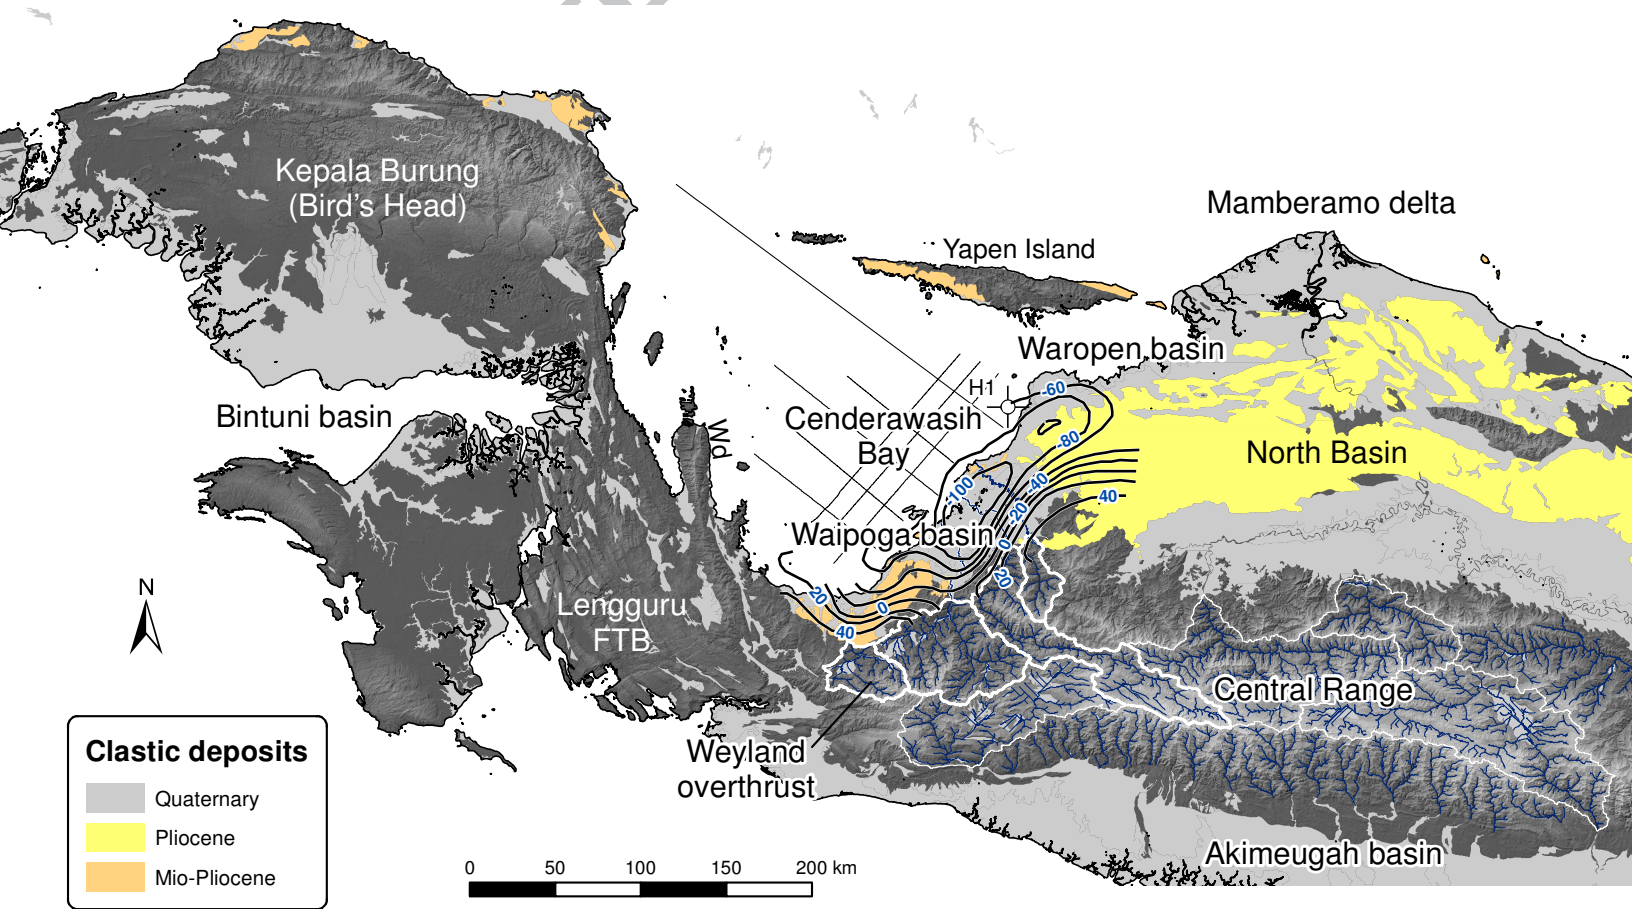 Kepala Burung
(Bird's Head)
Mamberamo delta
Yapen Island
Waropen basin
H1
-60
Cenderawasih
Bay
-80
Bintuni basin
Wd
North Basin
-100
-40
40
-20
Waipoga basin
0
20
20
0
40
N
Lengguru
FTB
Central Range
Weyland
overthrust
Akimeugah basin
Clastic deposits
Quaternary
Pliocene
Mio-Pliocene
0 50 100 150 200 km